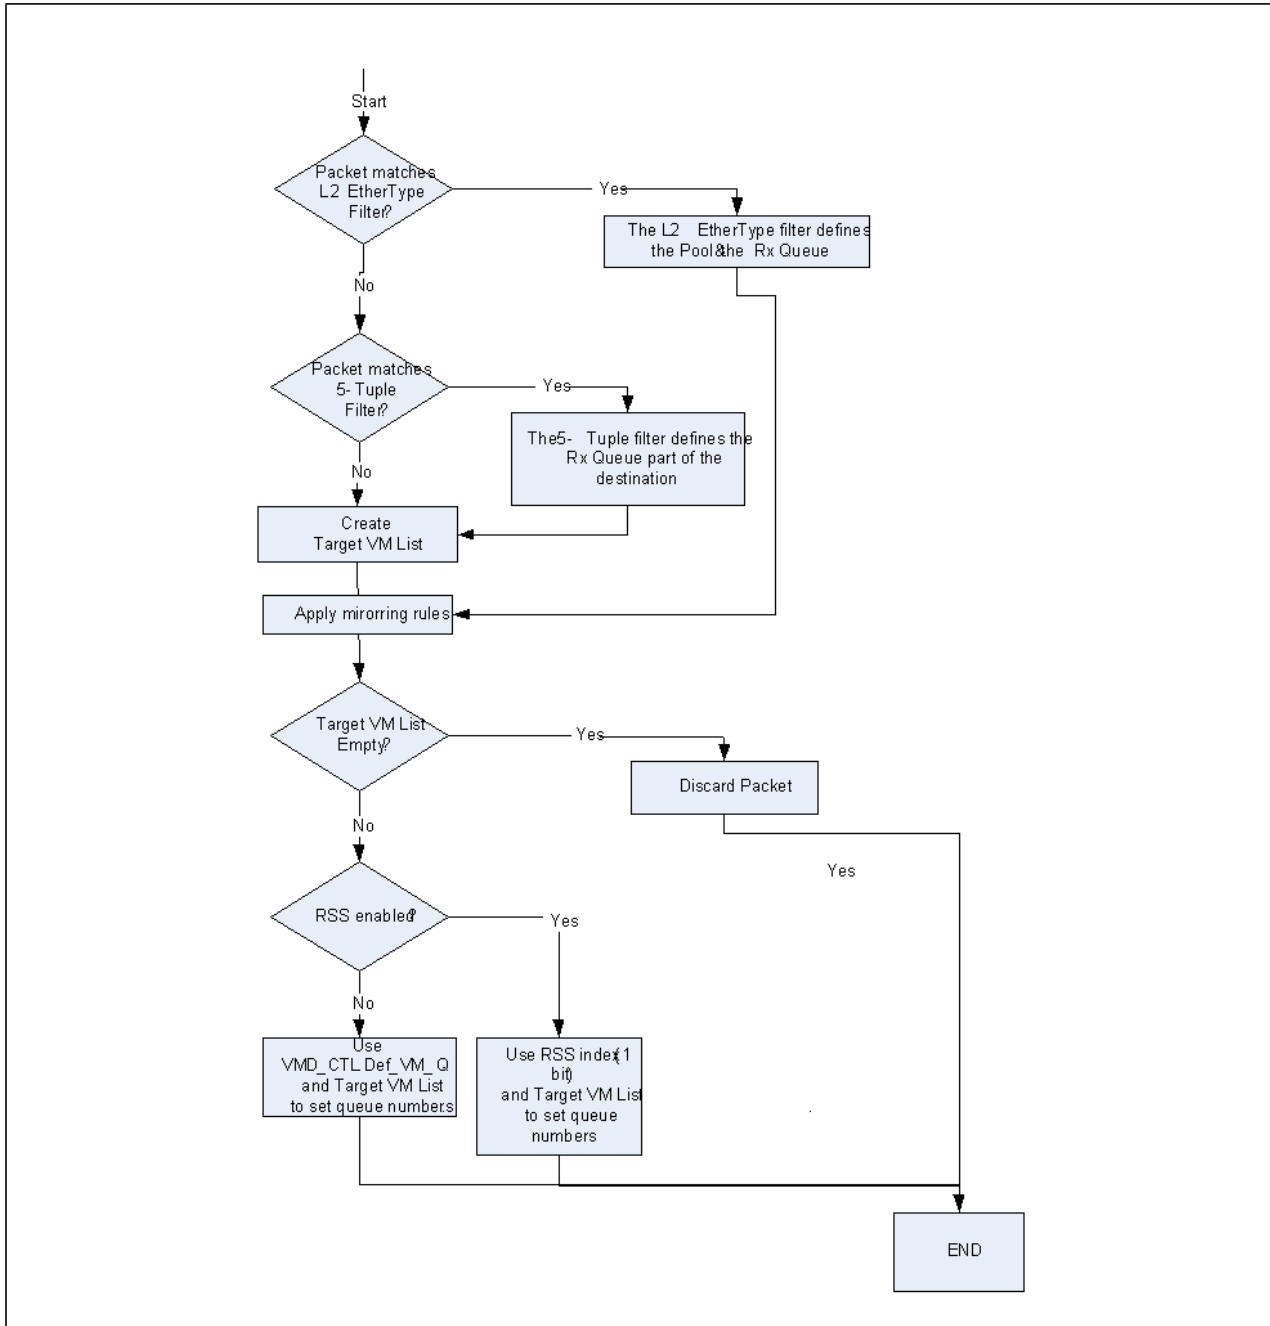 Start
Packet matches
L2 EtherType
Filter?
Yes
The L2 EtherType filter defines
the Pool&the Rx Queue
No
Packet matches
5- Tuple
Filter?
Yes
The5- Tuple filter defines the
Rx Queue part of the
destination
No
Create
Target VM List
Apply mirorring rules
Target VM List
Empty?
Yes
Discard Packet
No
Yes
RSS enabled?
Yes
No
Use
VMD_CTL.Def_VM_Q
and Target VM List
to set queue numbers
Use RSS index(1
bit)
and Target VM List
to set queue
numbers
END